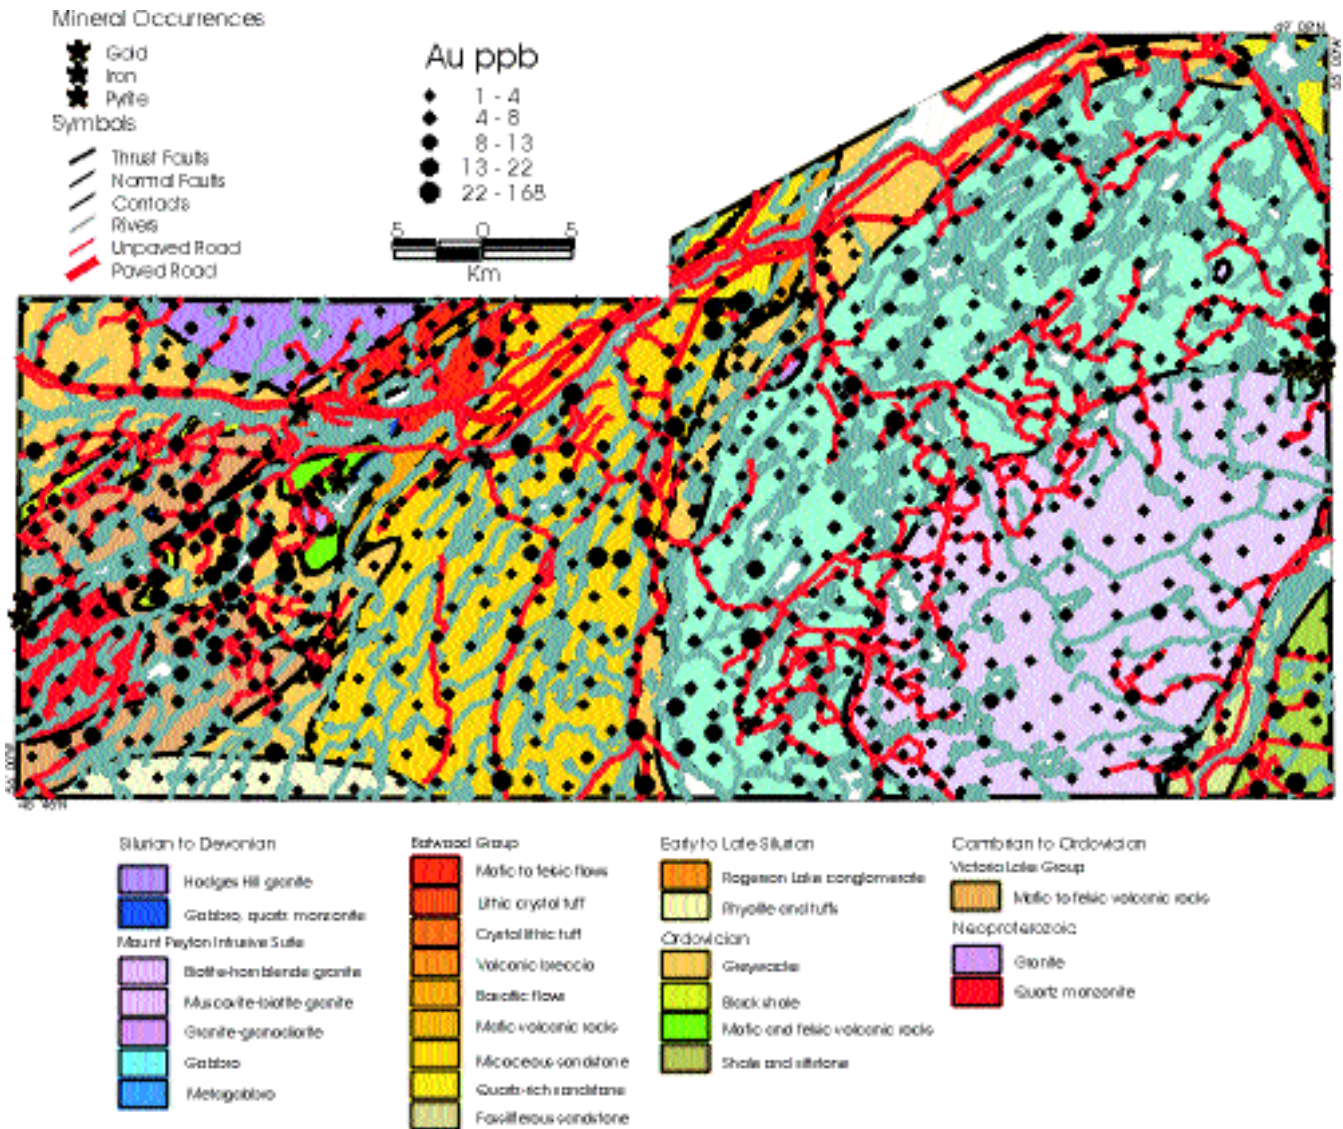 Mineral Occurrences
Gold
Iron
Pyrite
Symbols
Thrust Faults
Normal Faults
Contacts
Rivers
Unpaved Road
Paved Road
Au ppb
1 - 4
4 - 8
8 - 13
13 - 22
22 - 168
5 0 5
Km
49° 02'N
48° 48'N
Silurian to Devonian
Hodges Hill granite
Gabbro, quartz monzonite
Mount Peyton Intrusive Suite
Biotite-hornblende granite
Muscovite-biotite granite
Granite-granodiorite
Gabbro
Metagabbro
Botwood Group
Mafic to felsic flows
Lithic crystal tuff
Crystal lithic tuff
Volcanic breccia
Basaltic flows
Mafic volcanic rocks
Micaceous sandstone
Quartz-rich sandstone
Fossiliferous sandstone
Early to Late Silurian
Rogerson Lake conglomerate
Rhyolite and tuffs
Ordovician
Greywacke
Black shale
Mafic and felsic volcanic rocks
Shale and siltstone
Cambrian to Ordovician
Victoria Lake Group
Mafic to felsic volcanic rocks
Neoproterozoic
Granite
Quartz monzonite